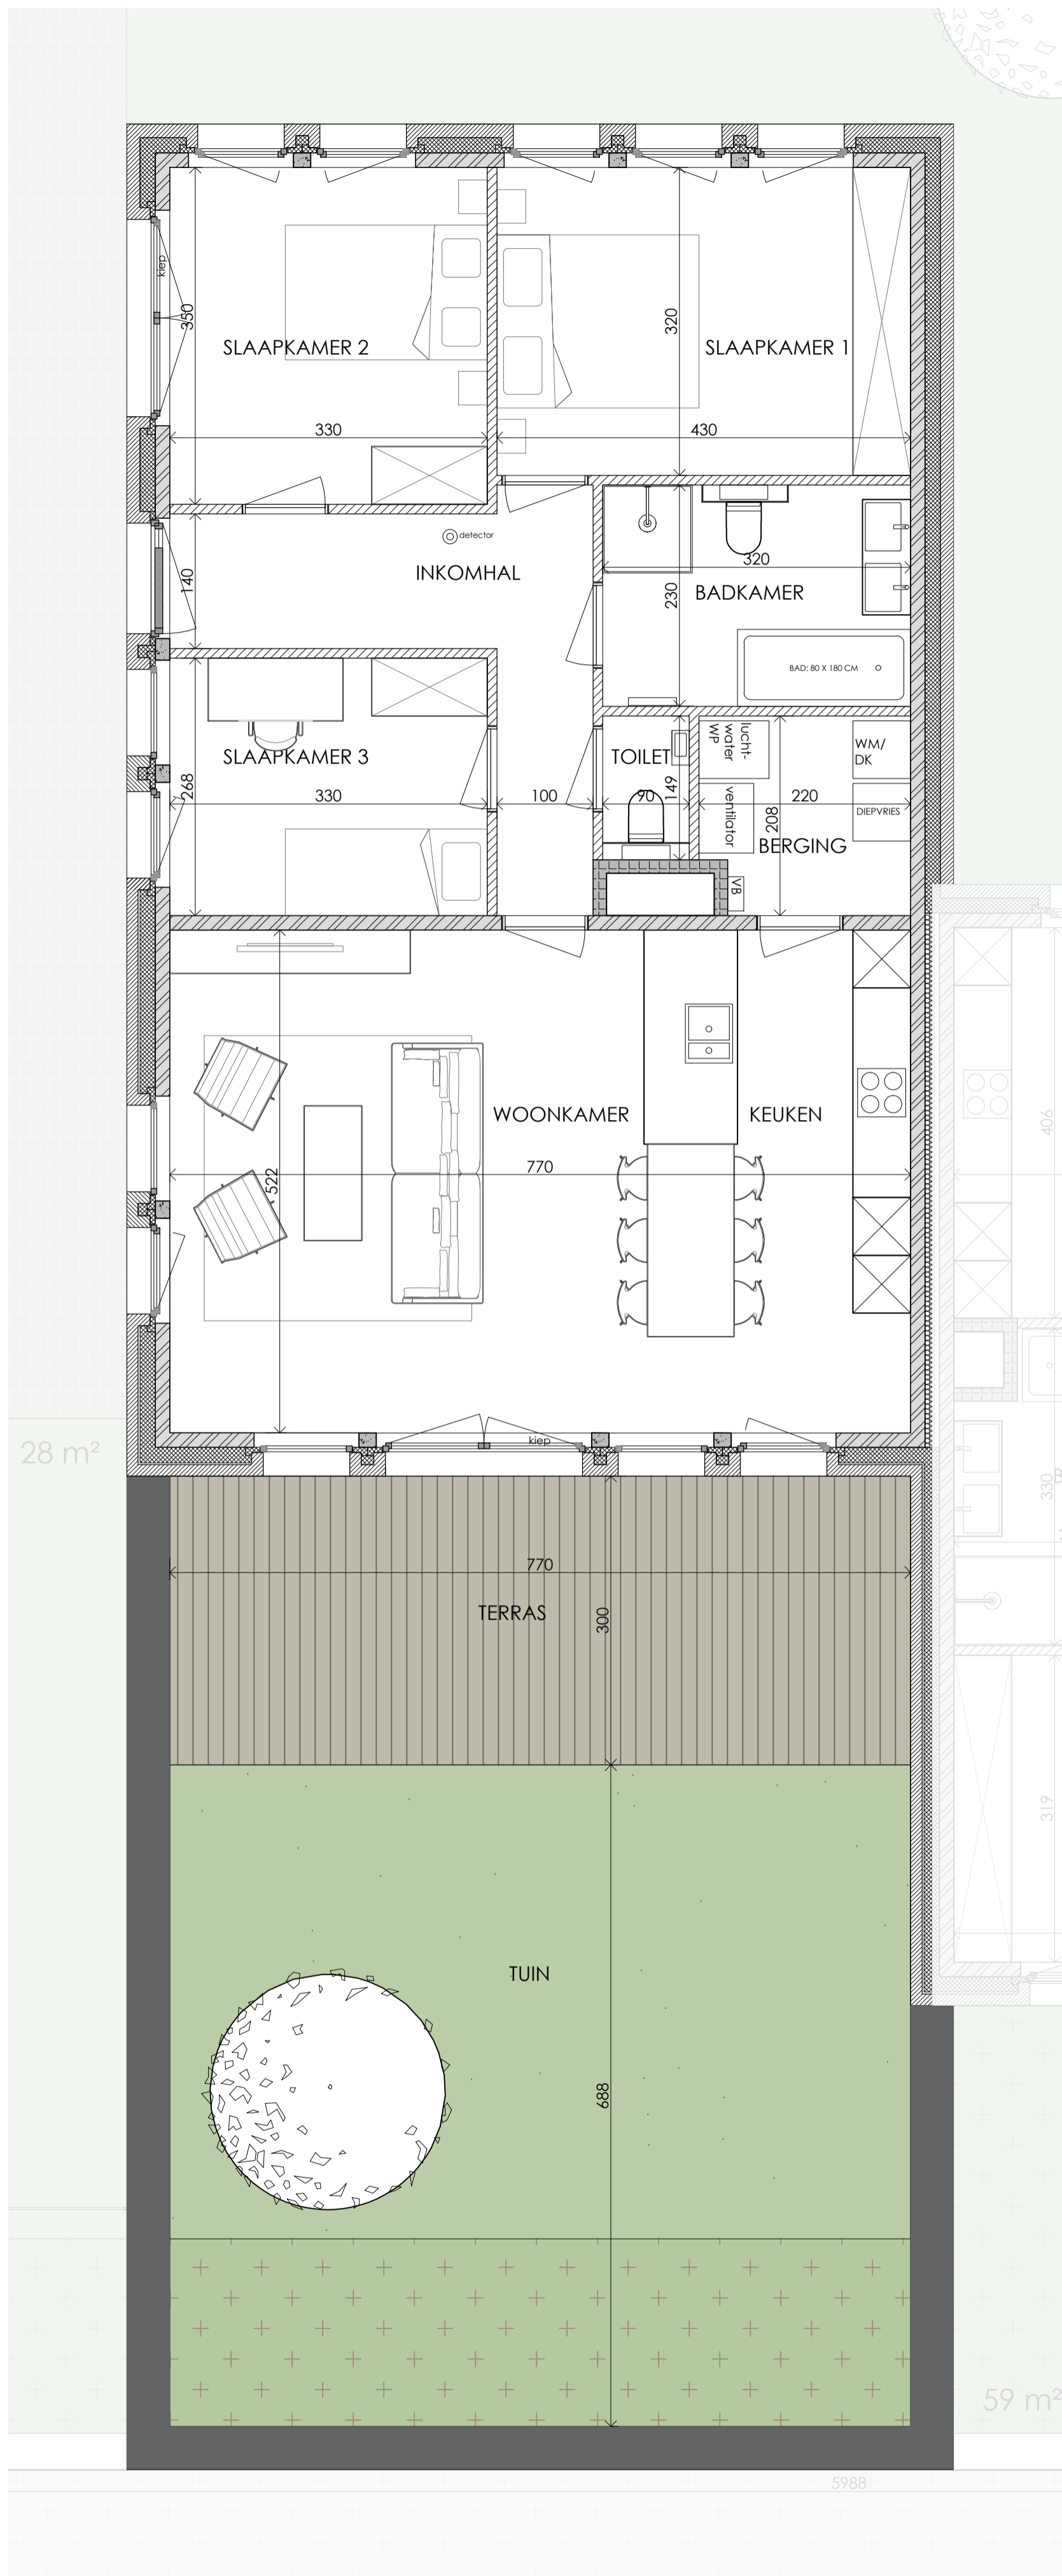 kiep
350
SLAAPKAMER 2
330
320
SLAAPKAMER 1
430
detector
INKOMHAL
140
320
230
BADKAMER
BAD: 80 X 180 CM
SLAAPKAMER 3
268
330
100
TOILET
149
90
lucht-
water
WP
ventilator
WM/
DK
220
DIEPVRIES
208
BERGING
VB
WOONKAMER
KEUKEN
522
770
406
kiep
28 m²
330
B
770
TERRAS
300
319
TUIN
688
59 m²
5988